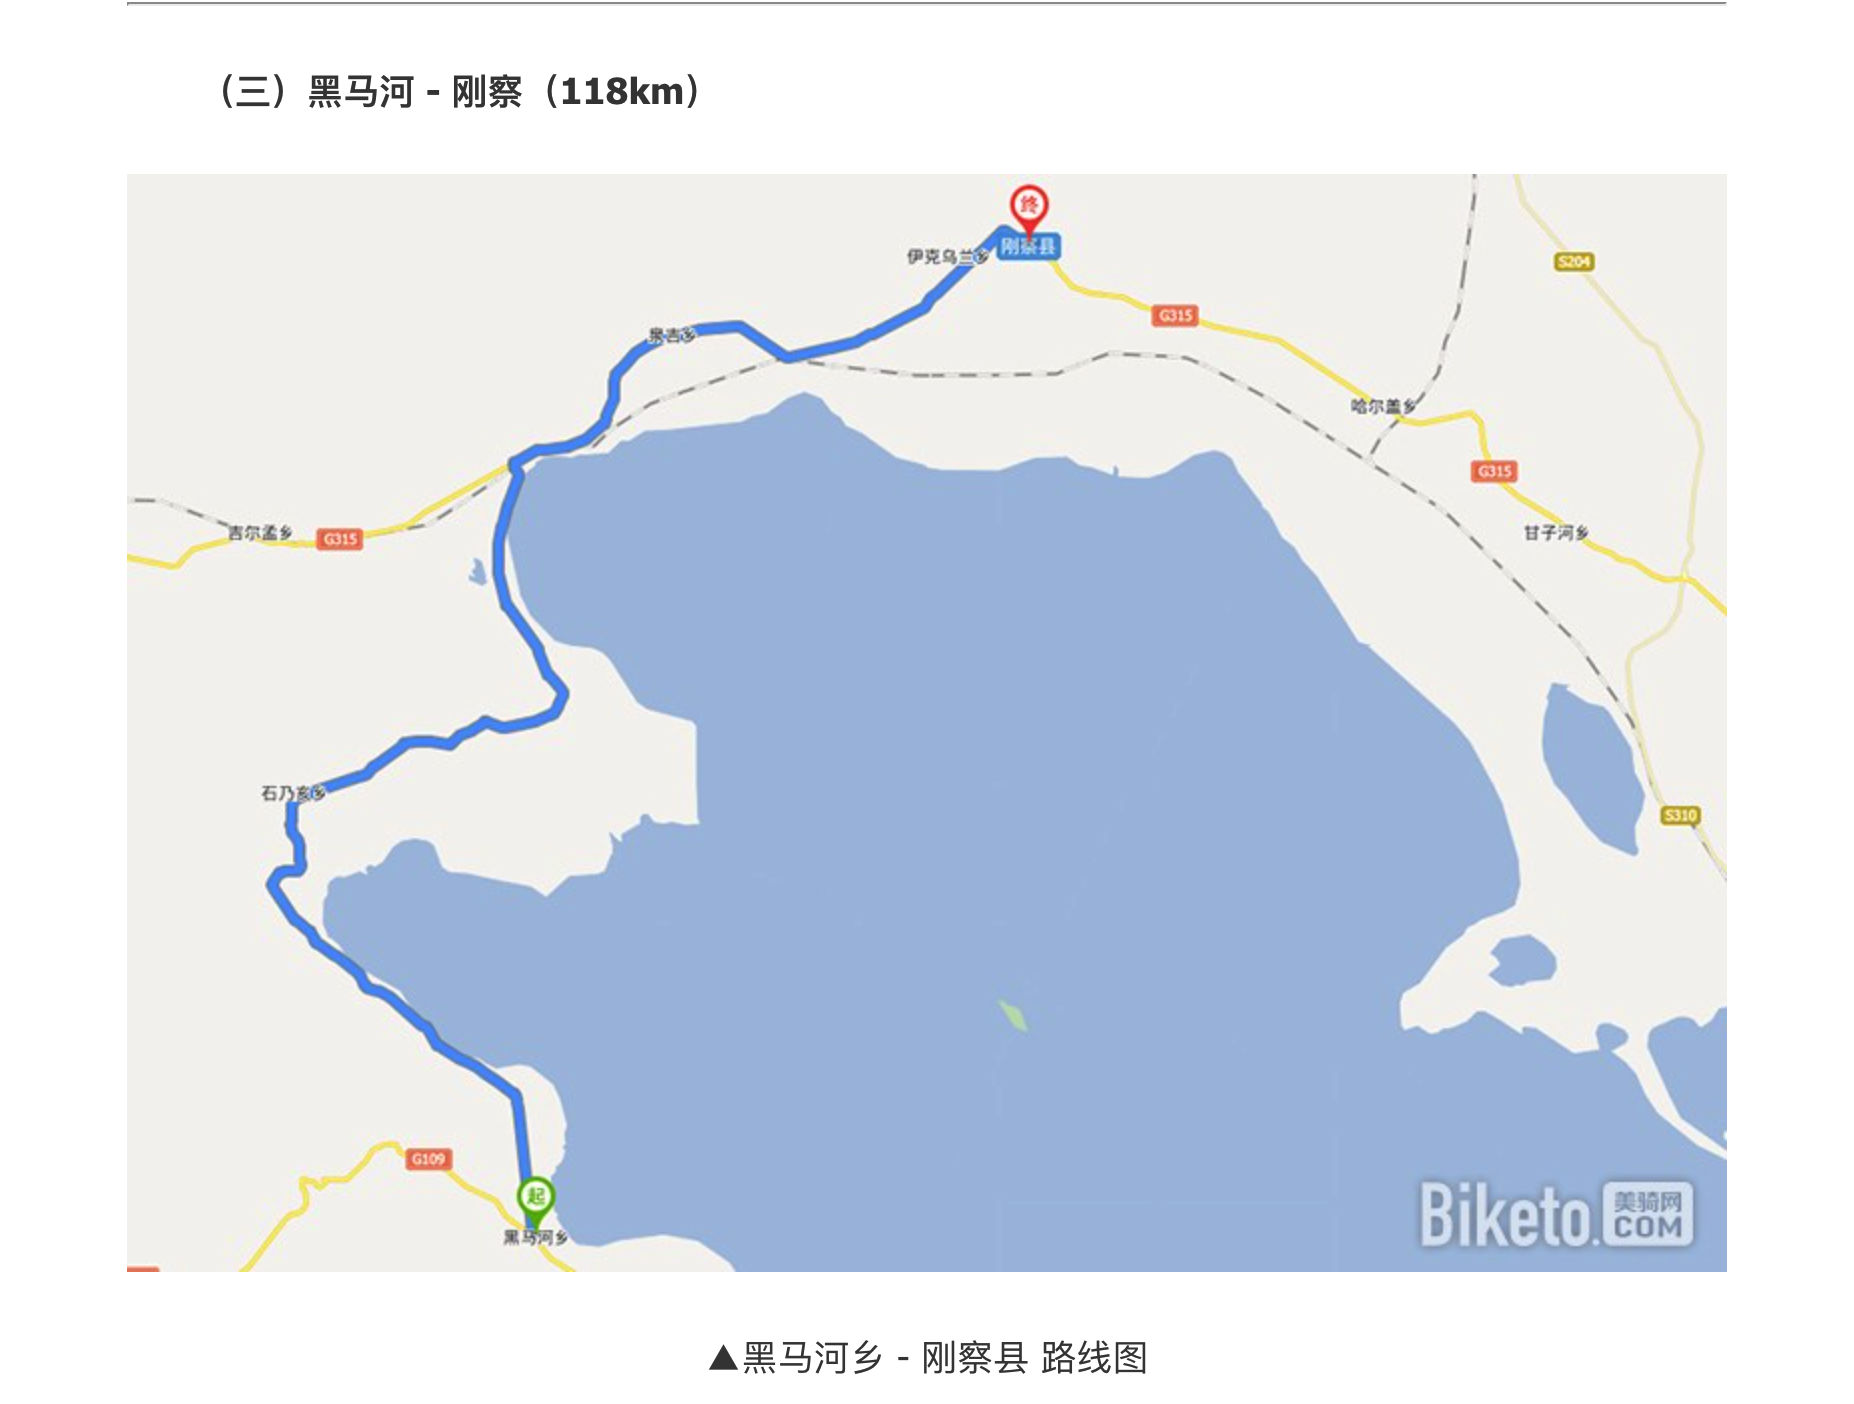 （三）黑马河 - 刚察（118km）
终
伊克乌兰乡
刚察县
S204
G315
泉吉乡
哈尔盖乡
G315
吉尔孟乡
G315
甘子河乡
石乃亥乡
S310
G109
起
黑马河乡
Biketo.
美骑网
COM
▲黑马河乡 - 刚察县 路线图